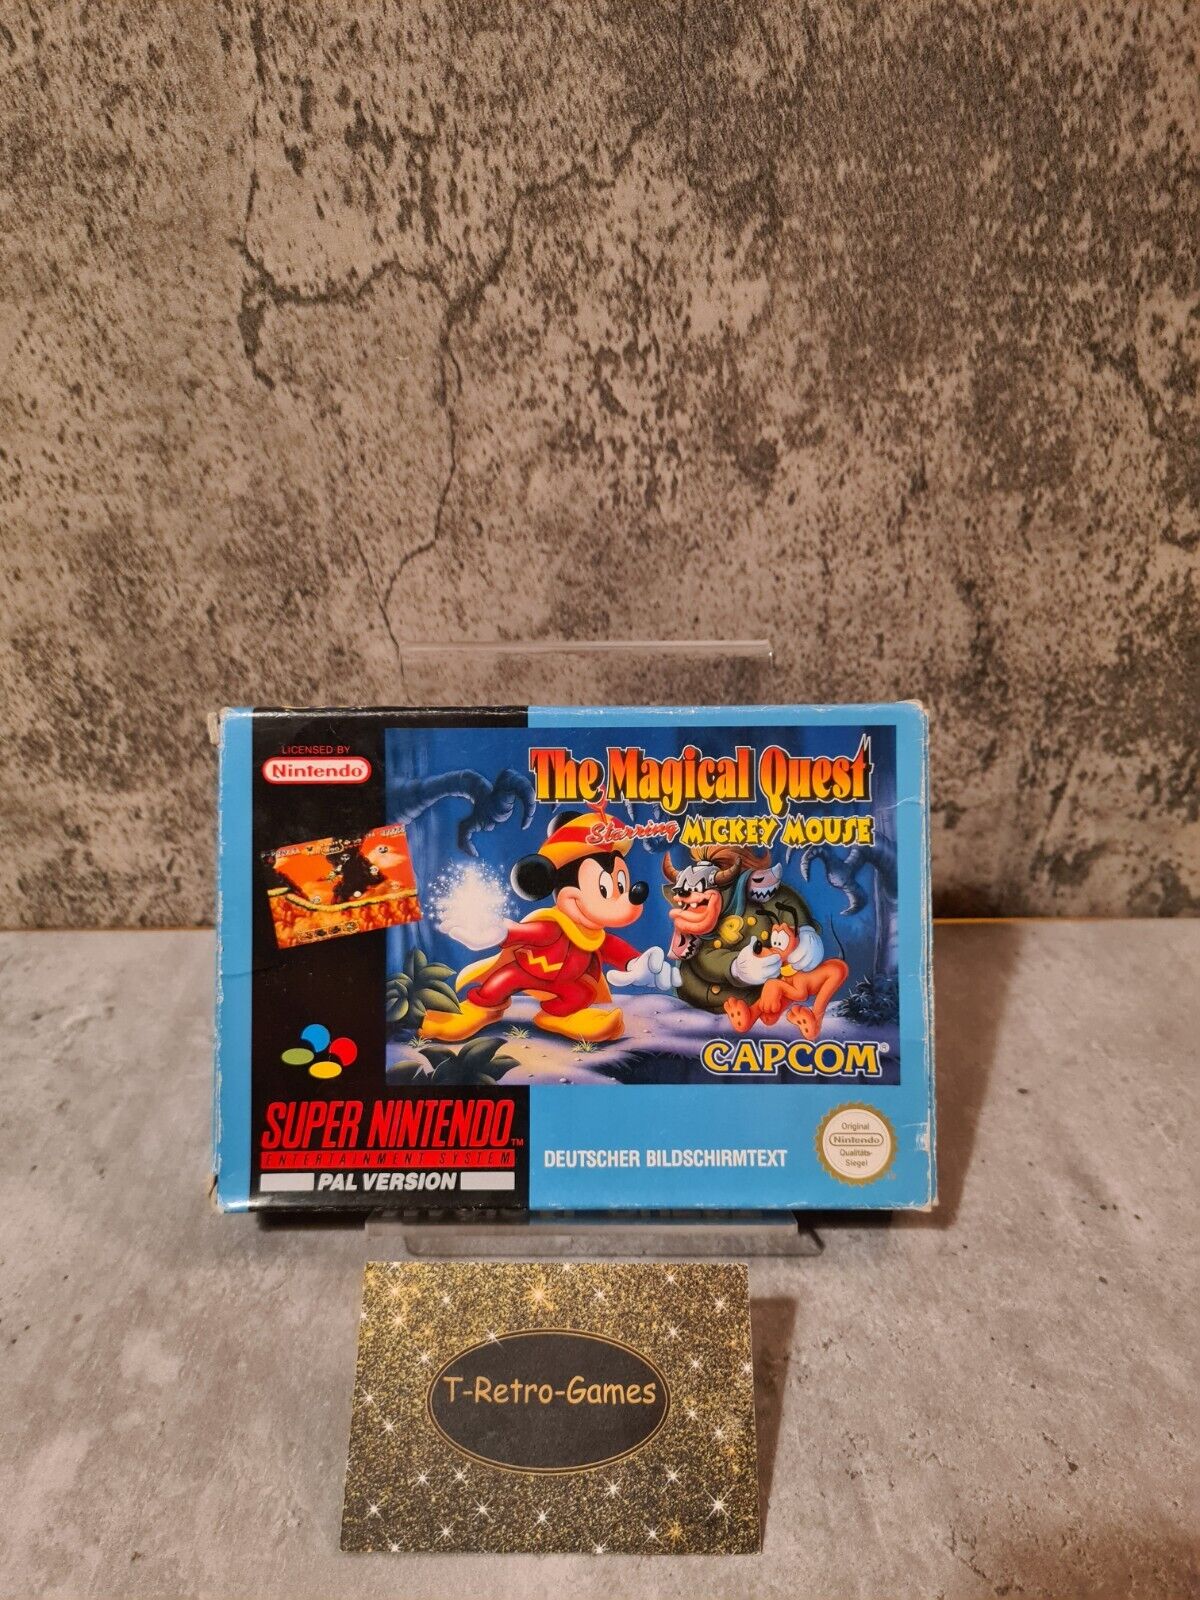 LICENSED BY
Nintendo
The Magical Quest
Starring MICKEY MOUSE
CAPCOM®
SUPER NINTENDO™
ENTERTAINMENT SYSTEM
PAL VERSION
DEUTSCHER BILDSCHIRMTEXT
Original
Nintendo
Qualitäts-
Siegel
T-Retro-Games